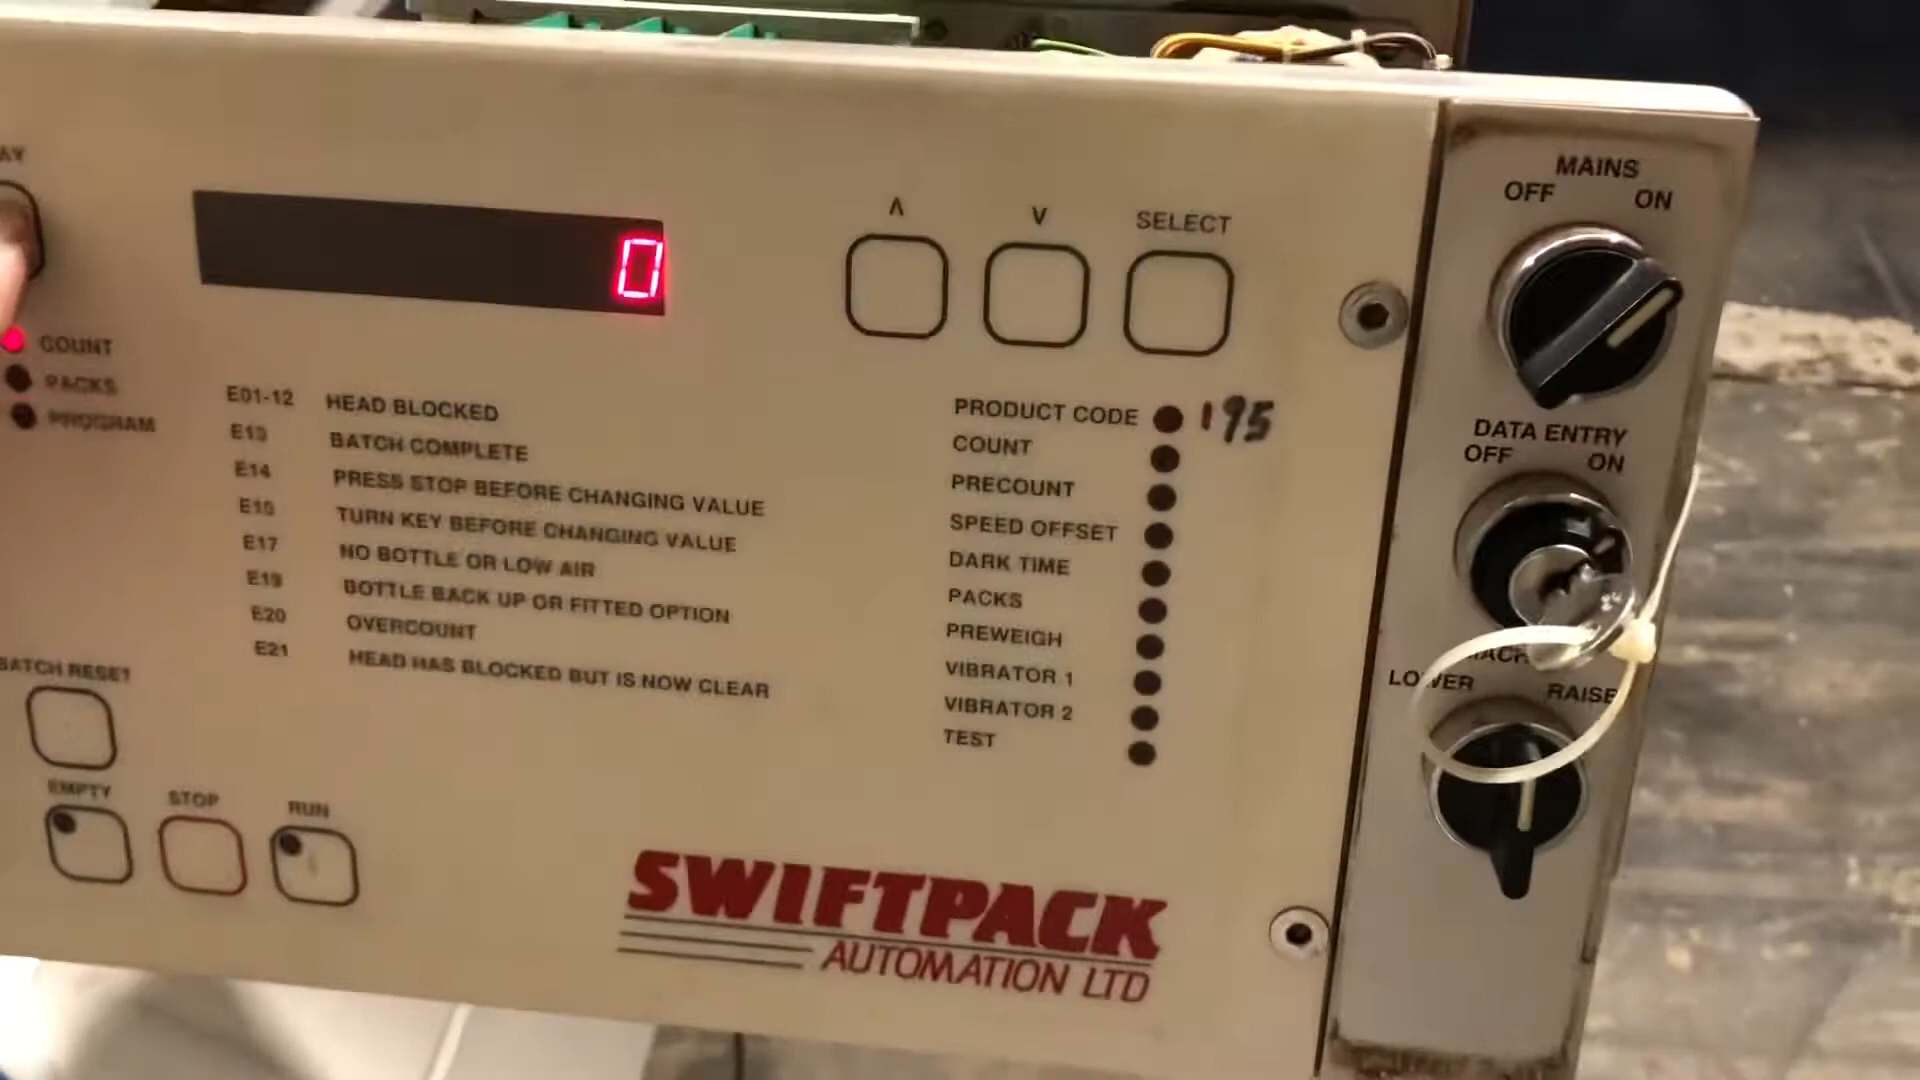 0
Λ V SELECT
COUNT
PACKS
PROGRAM
E01-12 HEAD BLOCKED
E13 BATCH COMPLETE
E14 PRESS STOP BEFORE CHANGING VALUE
E15 TURN KEY BEFORE CHANGING VALUE
E17 NO BOTTLE OR LOW AIR
E19 BOTTLE BACK UP OR FITTED OPTION
E20 OVERCOUNT
E21 HEAD HAS BLOCKED BUT IS NOW CLEAR
PRODUCT CODE 195
COUNT
PRECOUNT
SPEED OFFSET
DARK TIME
PACKS
PREWEIGH
VIBRATOR 1
VIBRATOR 2
TEST
BATCH RESET
EMPTY STOP RUN
SWIFTPACK
AUTOMATION LTD
MAINS
OFF ON
DATA ENTRY
OFF ON
LOWER RAISE